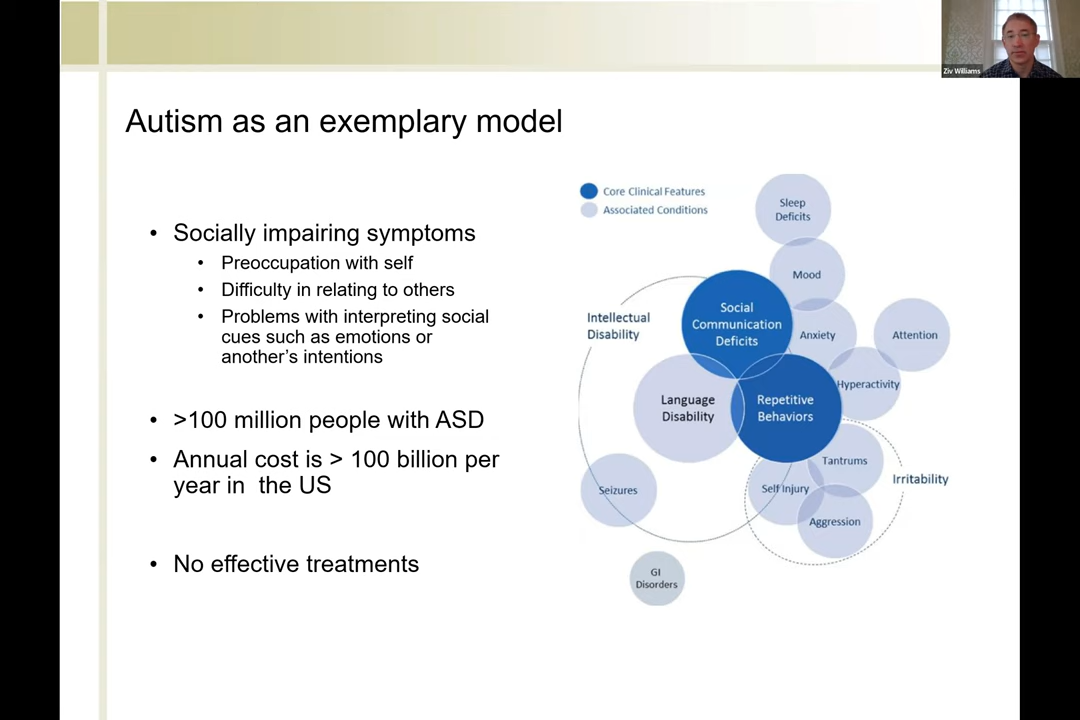 Ziv Williams
Autism as an exemplary model
• Socially impairing symptoms
• Preoccupation with self
• Difficulty in relating to others
• Problems with interpreting social
cues such as emotions or
another's intentions
• >100 million people with ASD
• Annual cost is > 100 billion per
year in the US
• No effective treatments
Core Clinical Features
Associated Conditions
Sleep
Deficits
Mood
Social
Communication
Deficits
Intellectual
Disability
Anxiety
Attention
Hyperactivity
Language
Disability
Repetitive
Behaviors
Tantrums
Irritability
Seizures
Self Injury
Aggression
GI
Disorders